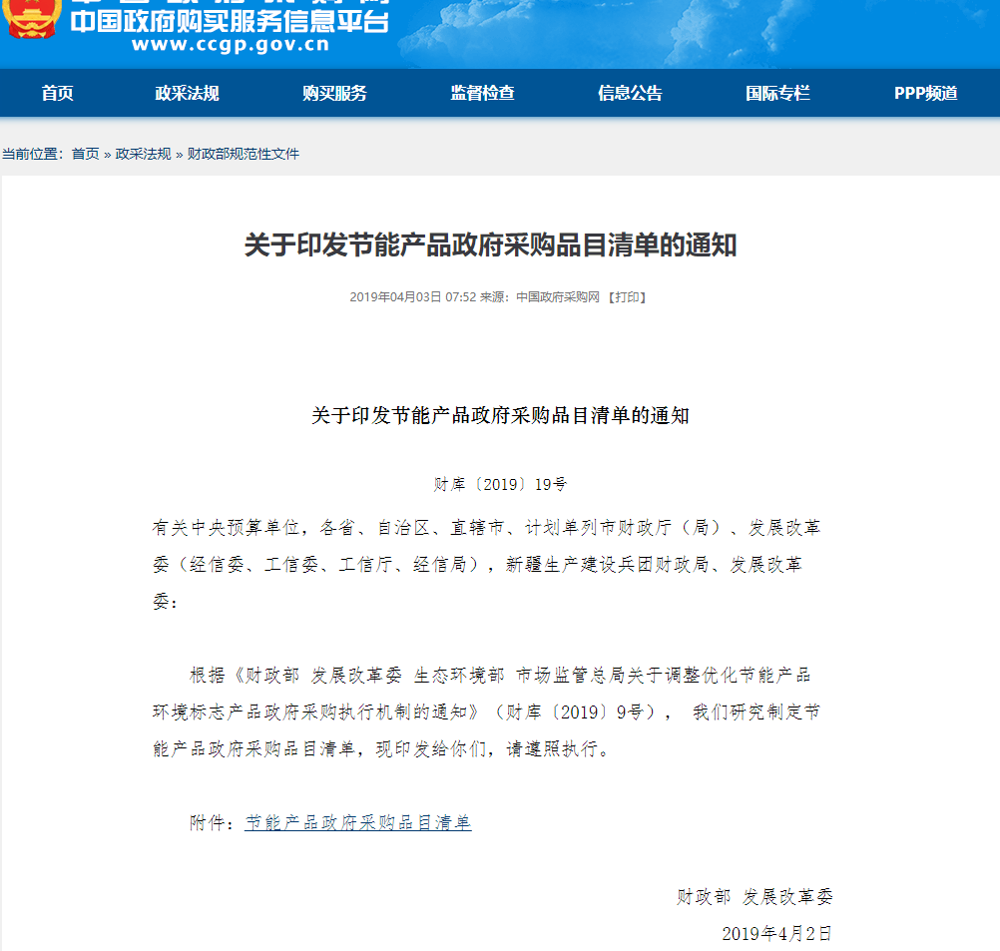 中国政府购买服务信息平台
www.ccgp.gov.cn
首页 政采法规 购买服务 监督检查 信息公告 国际专栏 PPP频道
当前位置：首页 » 政采法规 » 财政部规范性文件
关于印发节能产品政府采购品目清单的通知
2019年04月03日 07:52 来源：中国政府采购网 【打印】
关于印发节能产品政府采购品目清单的通知
财库〔2019〕19号
有关中央预算单位，各省、自治区、直辖市、计划单列市财政厅（局）、发展改革
委（经信委、工信委、工信厅、经信局），新疆生产建设兵团财政局、发展改革
委：
根据《财政部 发展改革委 生态环境部 市场监管总局关于调整优化节能产品
环境标志产品政府采购执行机制的通知》（财库〔2019〕9号）， 我们研究制定节
能产品政府采购品目清单，现印发给你们，请遵照执行。
附件：节能产品政府采购品目清单
财政部 发展改革委
2019年4月2日